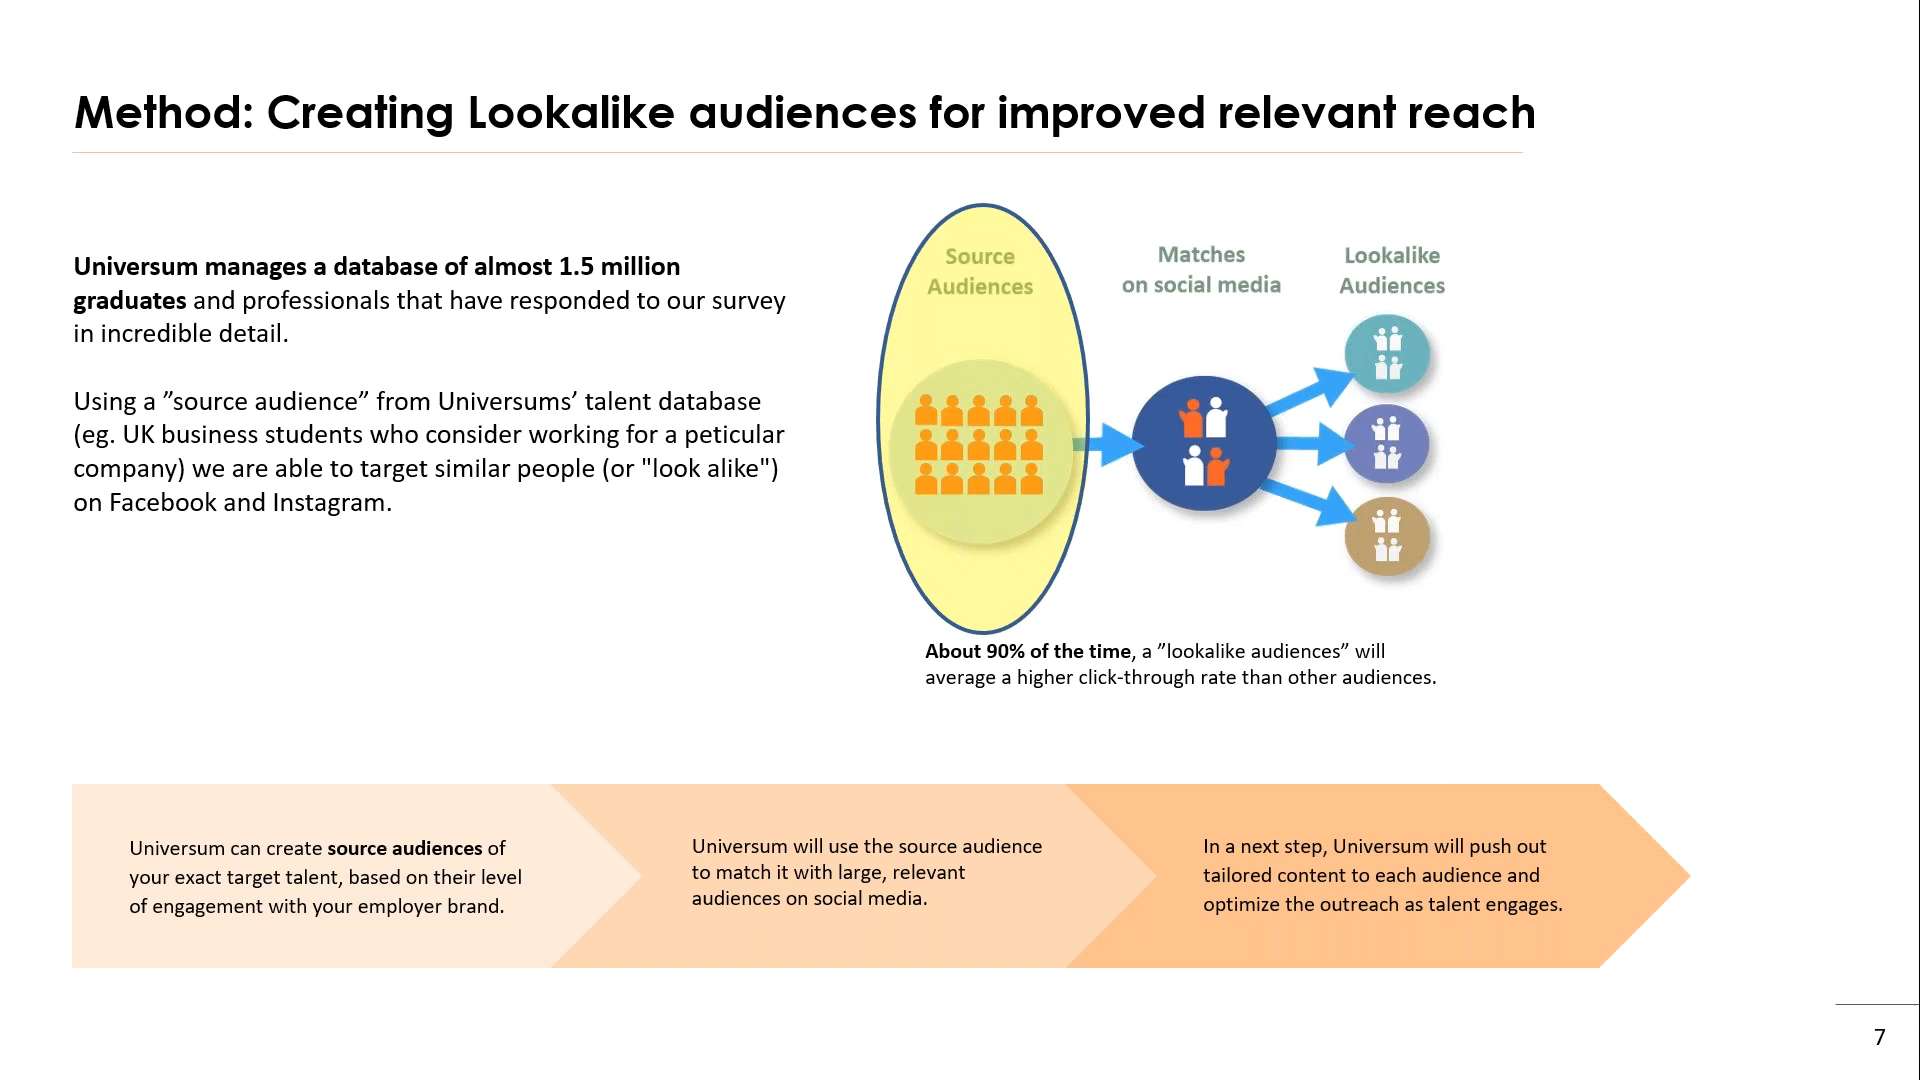 Method: Creating Lookalike audiences for improved relevant reach
Universum manages a database of almost 1.5 million
graduates and professionals that have responded to our survey
in incredible detail.
Using a ”source audience” from Universums’ talent database
(eg. UK business students who consider working for a peticular
company) we are able to target similar people (or "look alike")
on Facebook and Instagram.
Source
Audiences
Matches
on social media
Lookalike
Audiences
About 90% of the time, a ”lookalike audiences” will
average a higher click-through rate than other audiences.
Universum can create source audiences of
your exact target talent, based on their level
of engagement with your employer brand.
Universum will use the source audience
to match it with large, relevant
audiences on social media.
In a next step, Universum will push out
tailored content to each audience and
optimize the outreach as talent engages.
7